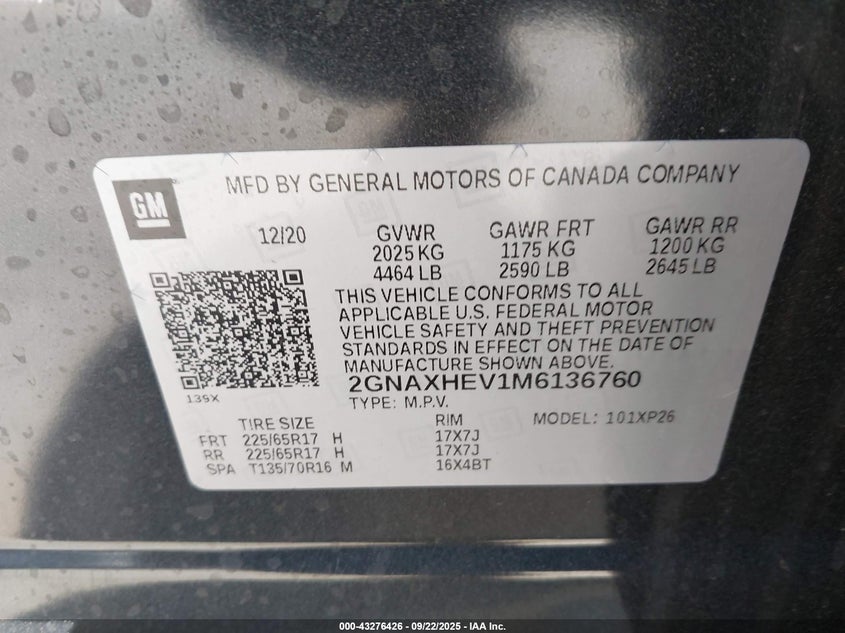 GM
MFD BY GENERAL MOTORS OF CANADA COMPANY
12/20 GVWR GAWR FRT GAWR RR
2025 KG 1175 KG 1200 KG
4464 LB 2590 LB 2645 LB
THIS VEHICLE CONFORMS TO ALL
APPLICABLE U.S. FEDERAL MOTOR
VEHICLE SAFETY AND THEFT PREVENTION
STANDARDS IN EFFECT ON THE DATE OF
MANUFACTURE SHOWN ABOVE.
2GNAXHEV1M6136760
139X
TYPE: M.P.V.
TIRE SIZE RIM MODEL: 101XP26
FRT 225/65R17 H 17X7J
RR 225/65R17 H 17X7J
SPA T135/70R16 M 16X4BT
000-43276426 - 09/22/2025 - IAA Inc.